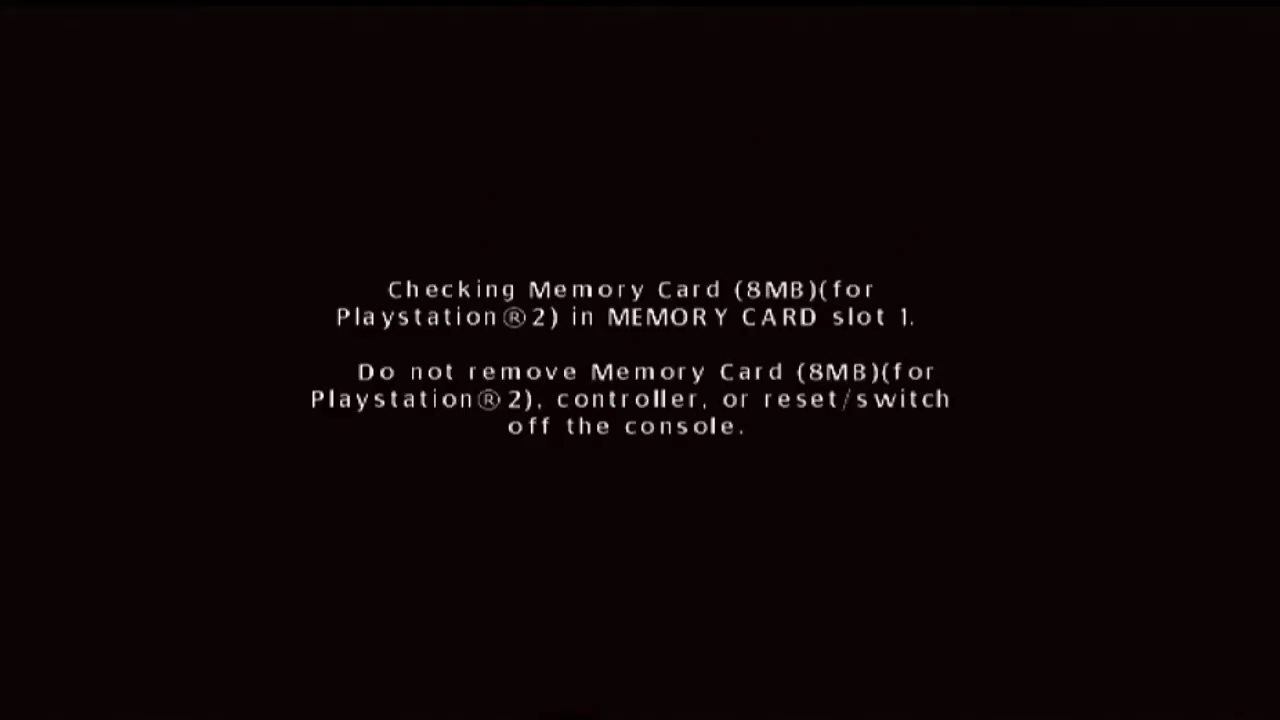 Checking Memory Card (8MB)(for
Playstation®2) in MEMORY CARD slot 1.
Do not remove Memory Card (8MB)(for
Playstation®2), controller, or reset/switch
off the console.